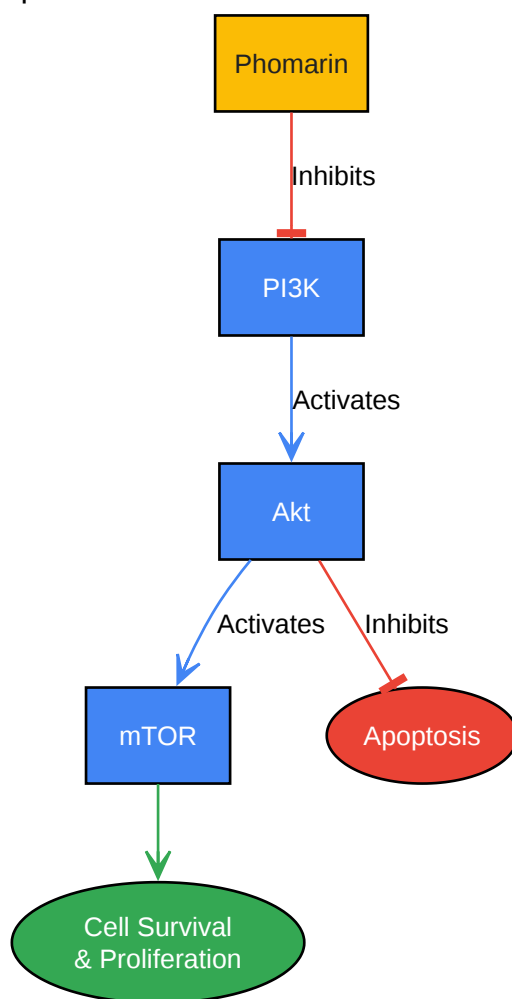 Phomarin
Inhibits
PI3K
Activates
Akt
Activates
Inhibits
mTOR
Apoptosis
Cell Survival
& Proliferation